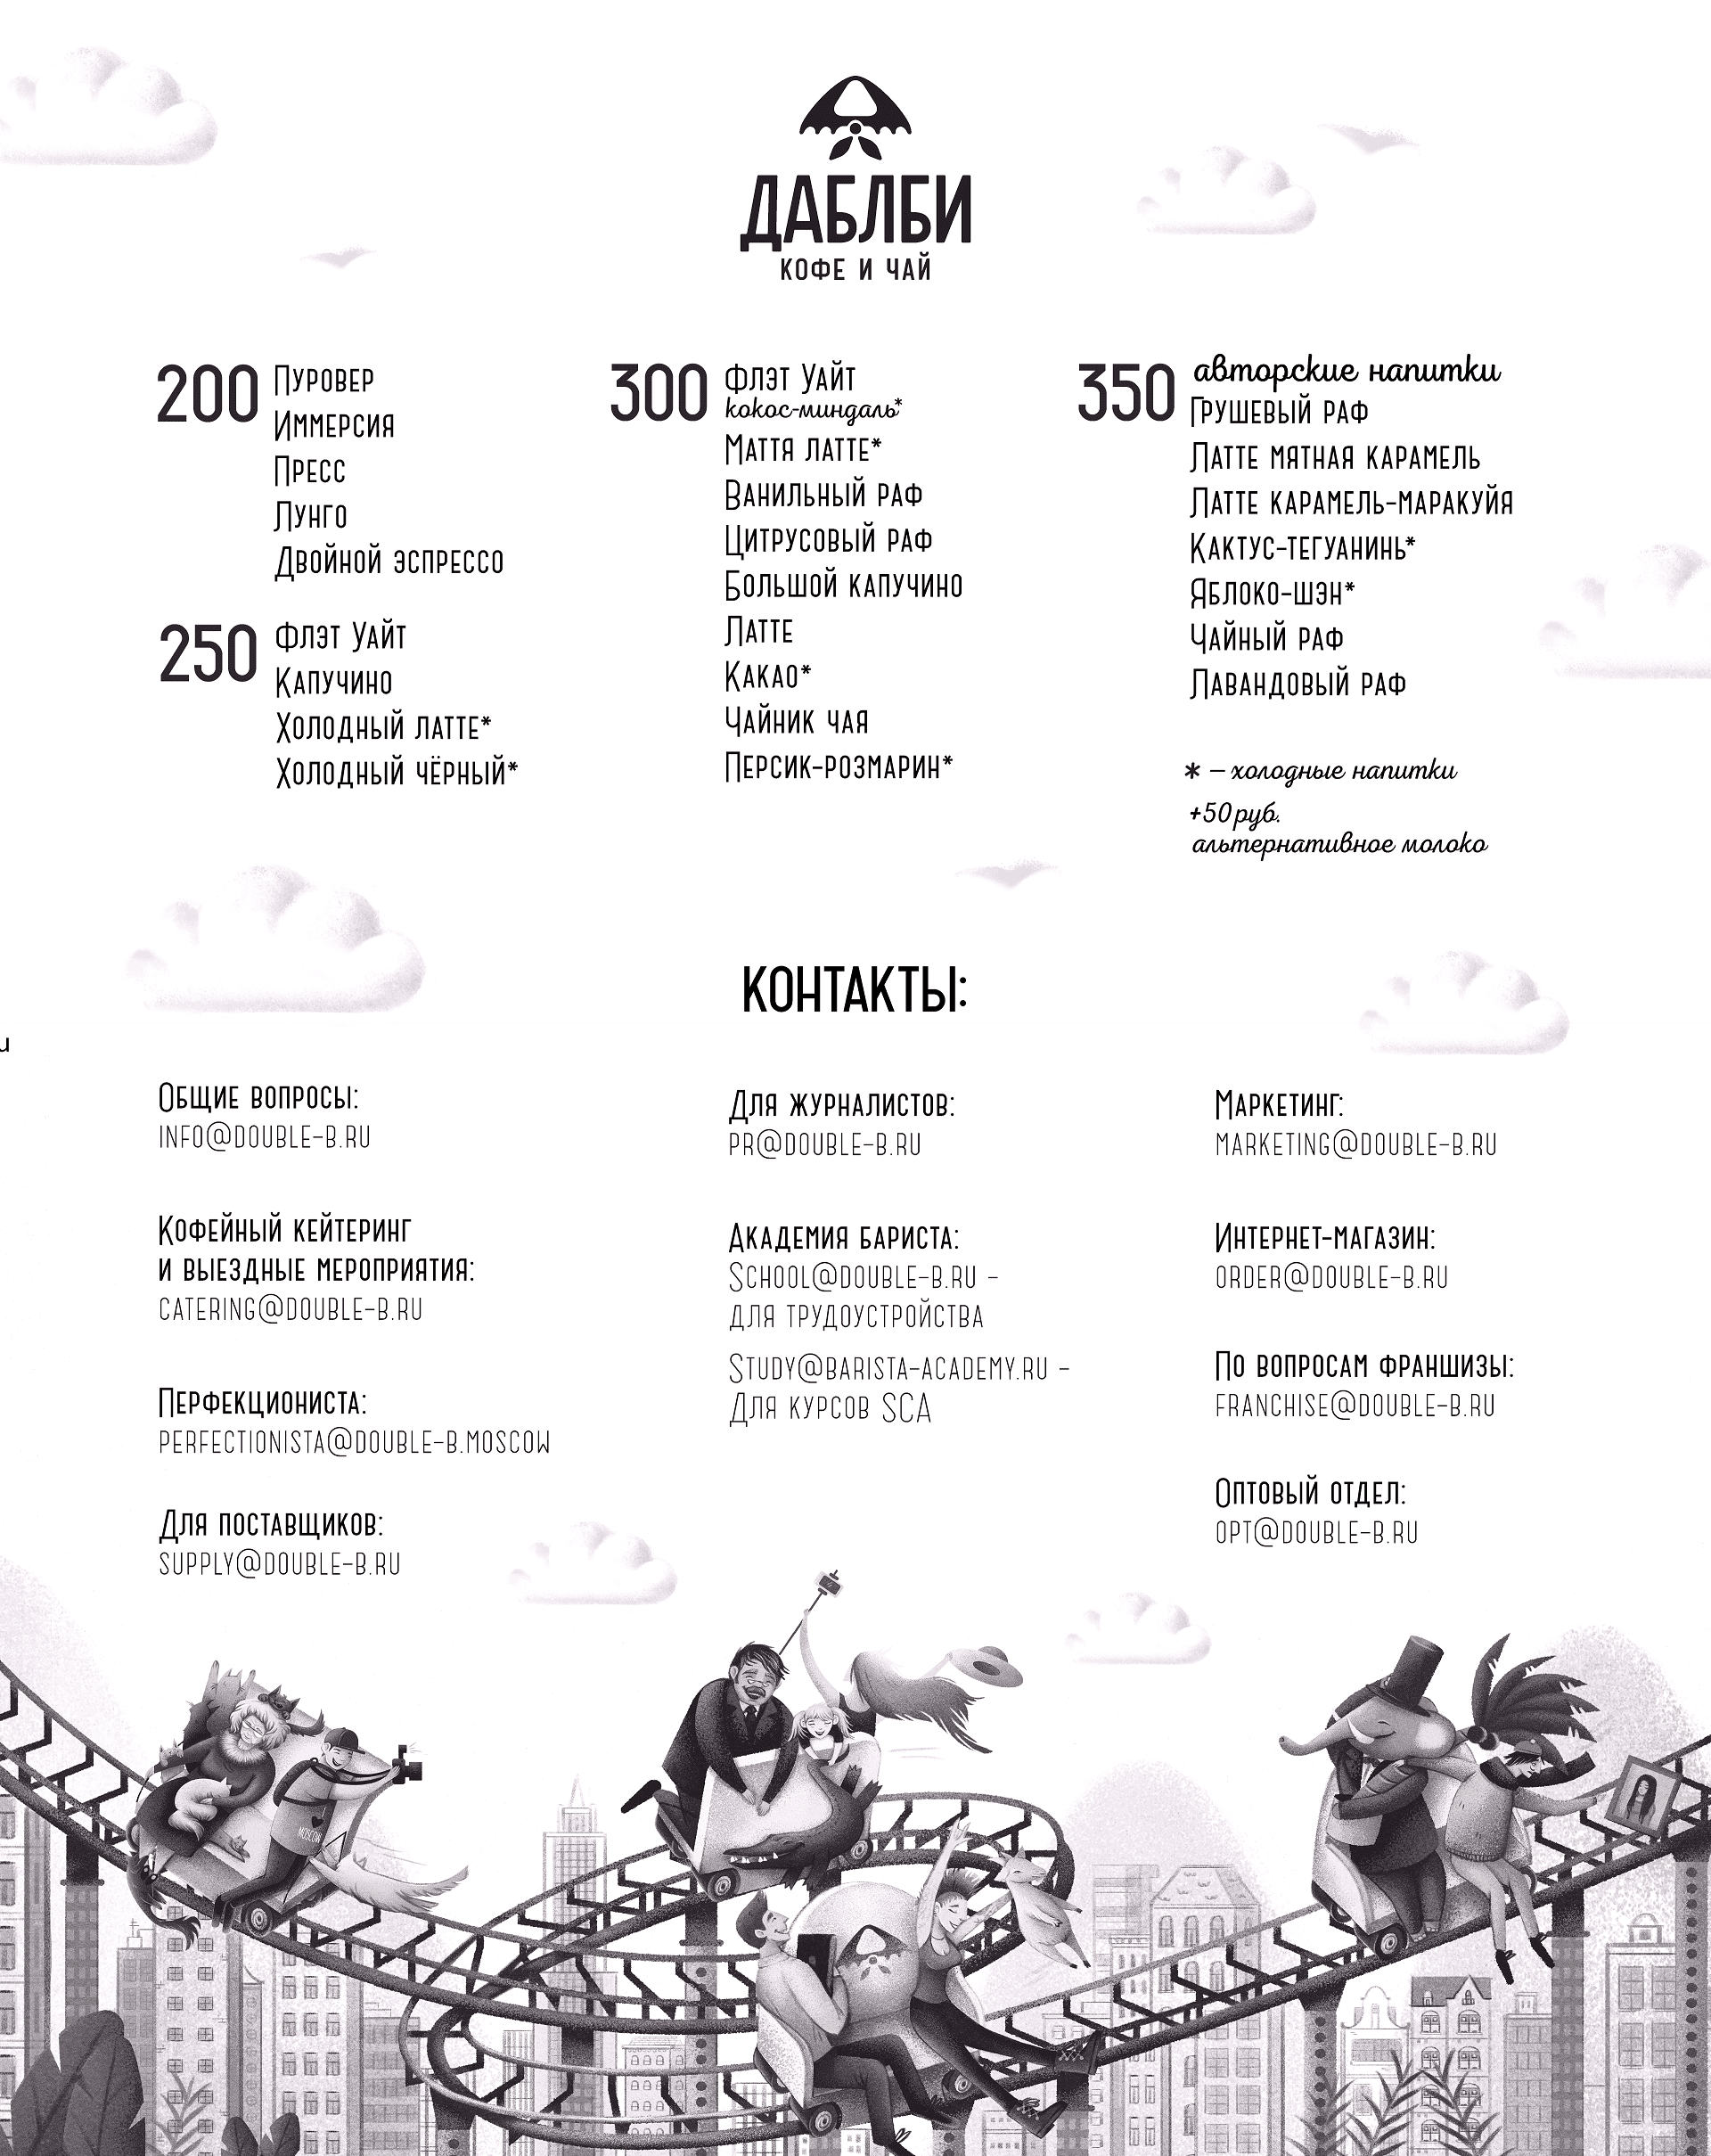 ДАБЛБИ
КОФЕ И ЧАЙ
200
Пуровер
Иммерсия
Пресс
Лунго
Двойной эспрессо
250
Флэт Уайт
Капучино
Холодный латте*
Холодный чёрный*
300
Флэт Уайт
кокос-миндаль*
Маття латте*
Ванильный раф
Цитрусовый раф
Большой капучино
Латте
Какао*
Чайник чая
Персик-розмарин*
350
авторские напитки
Грушевый раф
Латте мятная карамель
Латте карамель-маракуйя
Кактус-тегуанинь*
Яблоко-шэн*
Чайный раф
Лавандовый раф
* – холодные напитки
+50 руб.
альтернативное молоко
КОНТАКТЫ:
u
Общие вопросы:
info@double-b.ru
Кофейный кейтеринг
и выездные мероприятия:
catering@double-b.ru
Перфекциониста:
perfectionista@double-b.moscow
Для поставщиков:
supply@double-b.ru
Для журналистов:
pr@double-b.ru
Академия бариста:
School@double-b.ru –
для трудоустройства
Study@barista-academy.ru –
Для курсов SCA
Маркетинг:
marketing@double-b.ru
Интернет-магазин:
order@double-b.ru
По вопросам франшизы:
franchise@double-b.ru
Оптовый отдел:
opt@double-b.ru
MOSCOW